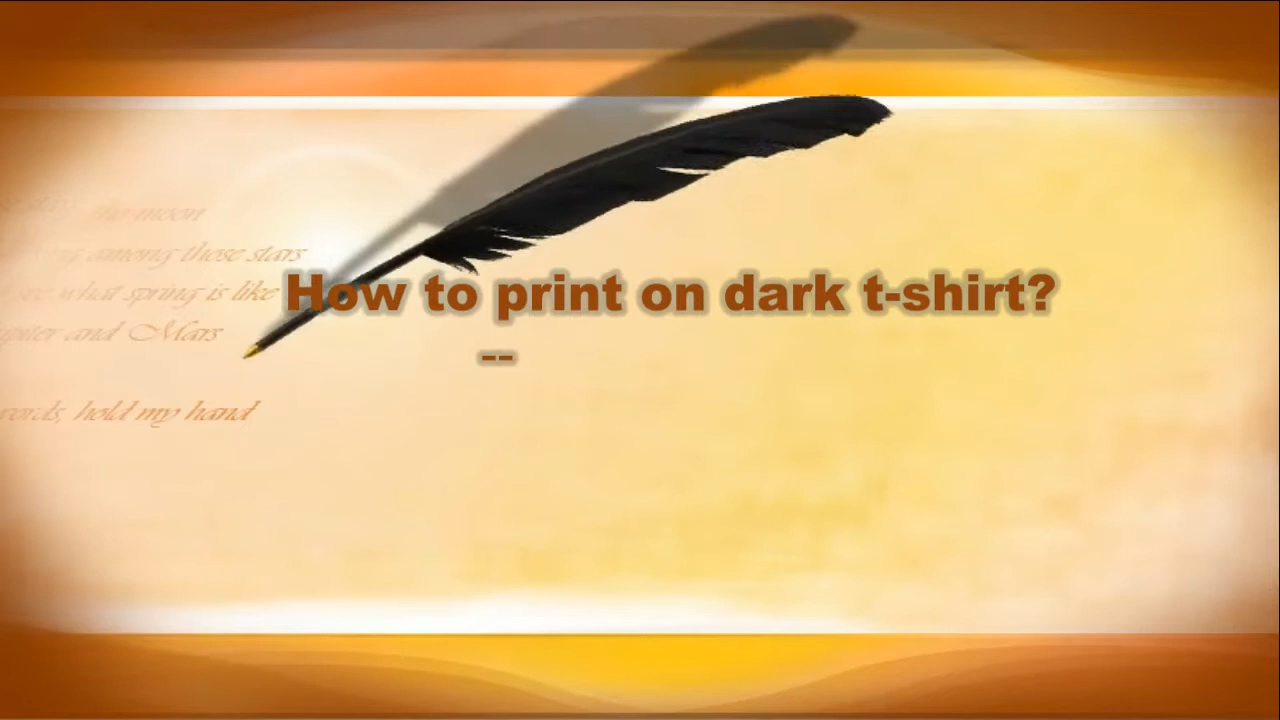 the moon
among those stars
what spring is like
and Mars
How to print on dark t-shirt?
--
hold my hand